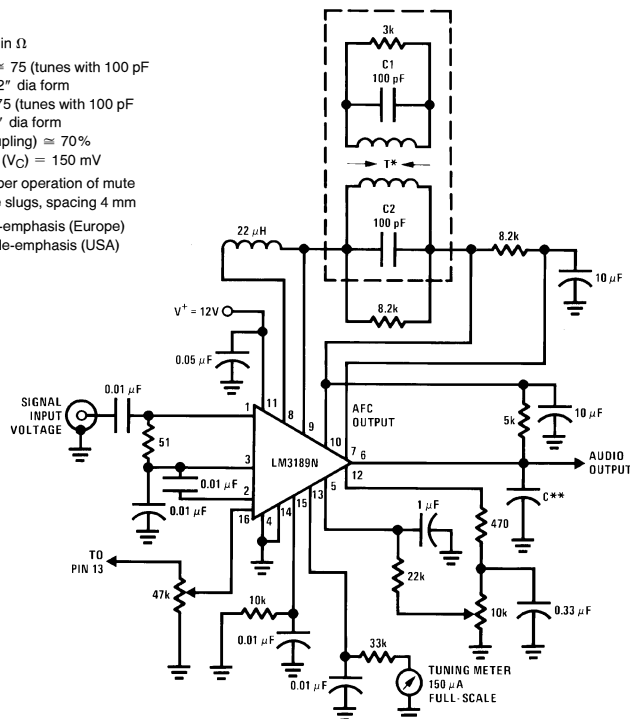 in Ω
≅ 75 (tunes with 100 pF
2″ dia form
75 (tunes with 100 pF
″ dia form
upling) ≅ 70%
(VC) = 150 mV
per operation of mute
e slugs, spacing 4 mm
e-emphasis (Europe)
de-emphasis (USA)
3k
C1
100 pF
T*
C2
100 pF
22 μH
8.2k
10 μF
8.2k
V+ = 12V
0.05 μF
0.01 μF
SIGNAL
INPUT
VOLTAGE
51
0.01 μF
0.01 μF
1
11
8
9
10
7
6
12
3
2
16
4
14
15
13
5
LM3189N
AFC
OUTPUT
5k
10 μF
AUDIO
OUTPUT
C**
1 μF
470
22k
10k
0.33 μF
TO
PIN 13
47k
10k
0.01 μF
33k
0.01 μF
TUNING METER
150 μA
FULL-SCALE